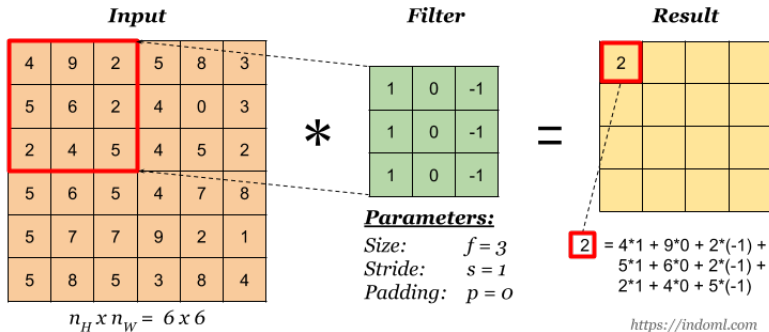 Input
Filter
Result
4 9 2 5 8 3
5 6 2 4 0 3
2 4 5 4 5 2
5 6 5 4 7 8
5 7 7 9 2 1
5 8 5 3 8 4
n_H x n_W = 6 x 6
*
1 0 -1
1 0 -1
1 0 -1
Parameters:
Size: f = 3
Stride: s = 1
Padding: p = 0
=
2
2 = 4*1 + 9*0 + 2*(-1) +
5*1 + 6*0 + 2*(-1) +
2*1 + 4*0 + 5*(-1)
https://indoml.com